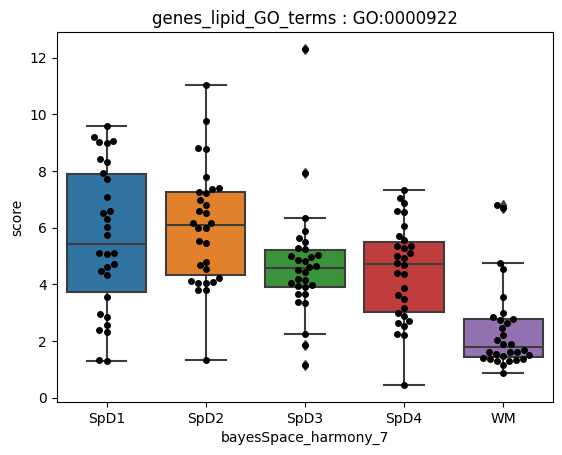 genes_lipid_GO_terms : GO:0000922
12
10
8
6
4
2
0
score
SpD1 SpD2 SpD3 SpD4 WM
bayesSpace_harmony_7